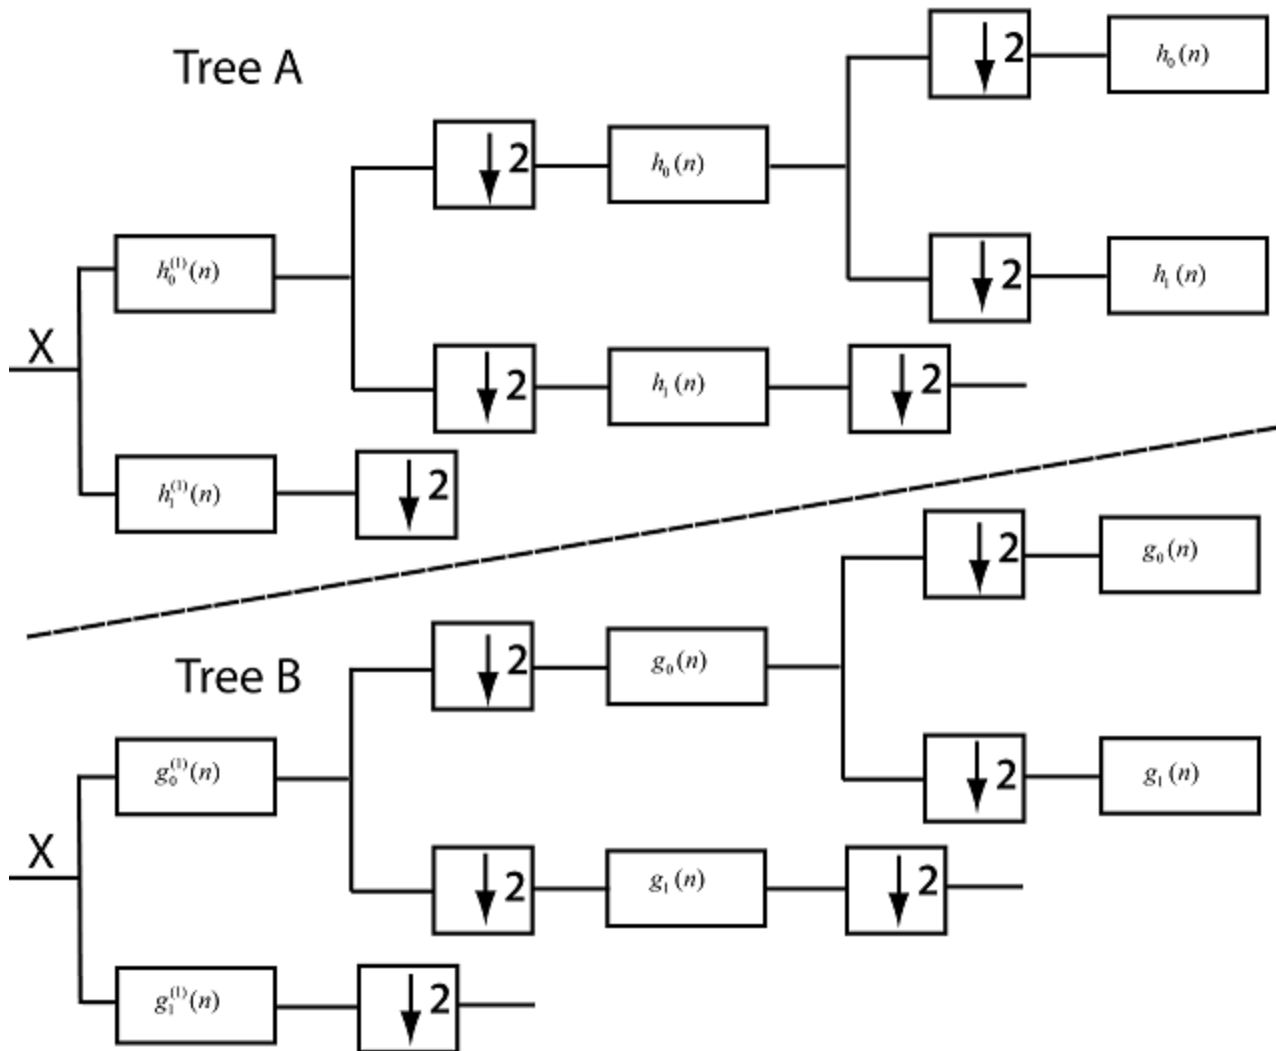 Tree A
↓2
h₀(n)
↓2
h₀(n)
h₀⁽¹⁾(n)
↓2
h₁(n)
X
↓2
h₁(n)
↓2
h₁⁽¹⁾(n)
↓2
↓2
g₀(n)
Tree B
↓2
g₀(n)
g₀⁽¹⁾(n)
↓2
g₁(n)
X
↓2
g₁(n)
↓2
g₁⁽¹⁾(n)
↓2